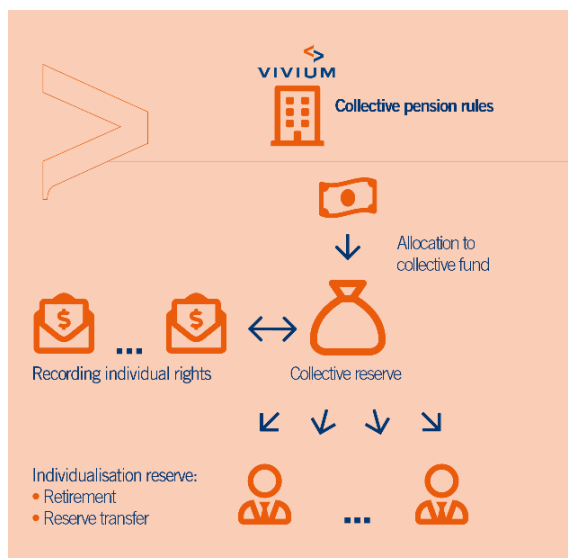 VIVIUM
Collective pension rules
Allocation to
collective fund
$ $
...
Recording individual rights
Collective reserve
Individualisation reserve:
• Retirement
• Reserve transfer
...